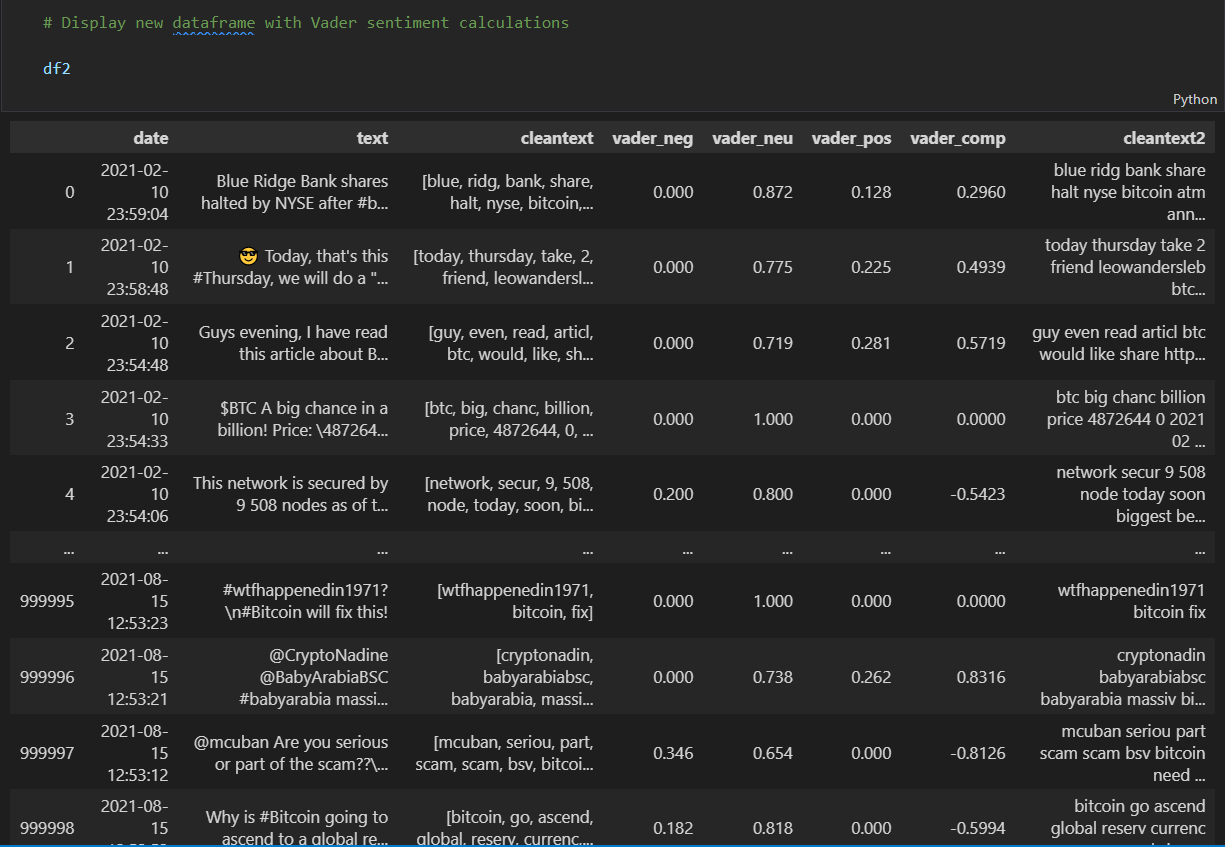 # Display new dataframe with Vader sentiment calculations
df2
Python
date text cleantext vader_neg vader_neu vader_pos vader_comp cleantext2
0 2021-02-10 23:59:04 Blue Ridge Bank shares halted by NYSE after #b... [blue, ridg, bank, share, halt, nyse, bitcoin,... 0.000 0.872 0.128 0.2960 blue ridg bank share halt nyse bitcoin atm ann...
1 2021-02-10 23:58:48 😎 Today, that's this #Thursday, we will do a "... [today, thursday, take, 2, friend, leowandersl... 0.000 0.775 0.225 0.4939 today thursday take 2 friend leowandersleb btc...
2 2021-02-10 23:54:48 Guys evening, I have read this article about B... [guy, even, read, articl, btc, would, like, sh... 0.000 0.719 0.281 0.5719 guy even read articl btc would like share http...
3 2021-02-10 23:54:33 $BTC A big chance in a billion! Price: \487264... [btc, big, chanc, billion, price, 4872644, 0, ... 0.000 1.000 0.000 0.0000 btc big chanc billion price 4872644 0 2021 02 ...
4 2021-02-10 23:54:06 This network is secured by 9 508 nodes as of t... [network, secur, 9, 508, node, today, soon, bi... 0.200 0.800 0.000 -0.5423 network secur 9 508 node today soon biggest be...
... ... ... ... ... ... ... ... ...
999995 2021-08-15 12:53:23 #wtfhappenedin1971? \n#Bitcoin will fix this! [wtfhappenedin1971, bitcoin, fix] 0.000 1.000 0.000 0.0000 wtfhappenedin1971 bitcoin fix
999996 2021-08-15 12:53:21 @CryptoNadine @BabyArabiaBSC #babyarabia massi... [cryptonadin, babyarabiabsc, babyarabia, massi... 0.000 0.738 0.262 0.8316 cryptonadin babyarabiabsc babyarabia massiv bi...
999997 2021-08-15 12:53:12 @mcuban Are you serious or part of the scam??\... [mcuban, seriou, part, scam, scam, bsv, bitcoi... 0.346 0.654 0.000 -0.8126 mcuban seriou part scam scam bsv bitcoin need ...
999998 2021-08-15 Why is #Bitcoin going to ascend to a global re... [bitcoin, go, ascend, global, reserv, currenc,... 0.182 0.818 0.000 -0.5994 bitcoin go ascend global reserv currenc